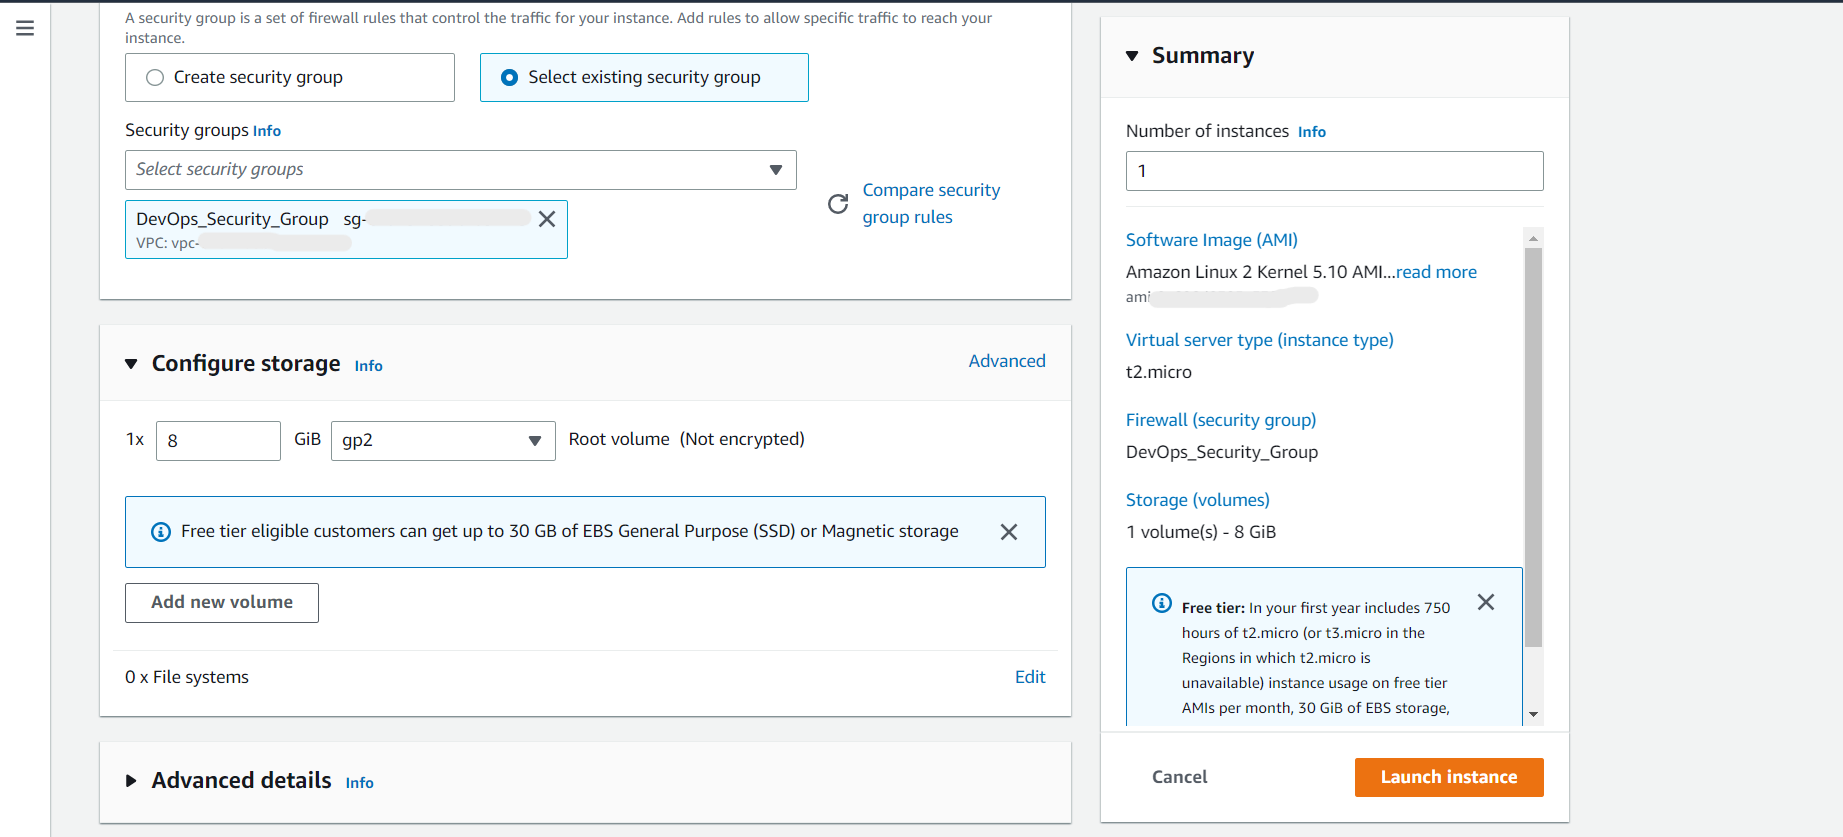 A security group is a set of firewall rules that control the traffic for your instance. Add rules to allow specific traffic to reach your
instance.
Create security group
Select existing security group
Security groups Info
Select security groups
DevOps_Security_Group sg-
VPC: vpc-
Compare security
group rules
Configure storage Info
Advanced
1x 8 GiB gp2 Root volume (Not encrypted)
Free tier eligible customers can get up to 30 GB of EBS General Purpose (SSD) or Magnetic storage
Add new volume
0 x File systems
Edit
Advanced details Info
Summary
Number of instances Info
1
Software Image (AMI)
Amazon Linux 2 Kernel 5.10 AMI...read more
ami
Virtual server type (instance type)
t2.micro
Firewall (security group)
DevOps_Security_Group
Storage (volumes)
1 volume(s) - 8 GiB
Free tier: In your first year includes 750
hours of t2.micro (or t3.micro in the
Regions in which t2.micro is
unavailable) instance usage on free tier
AMIs per month, 30 GiB of EBS storage,
Cancel
Launch instance